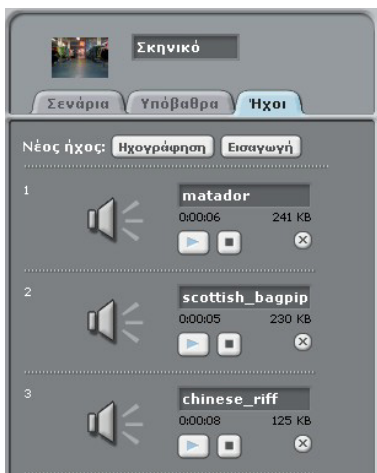 Σκηνικό
Σενάρια Υπόβαθρα Ήχοι
Νέος ήχος: Ηχογράφηση Εισαγωγή
1
matador
0:00:06 241 KB
2
scottish_bagpip
0:00:05 230 KB
3
chinese_riff
0:00:08 125 KB